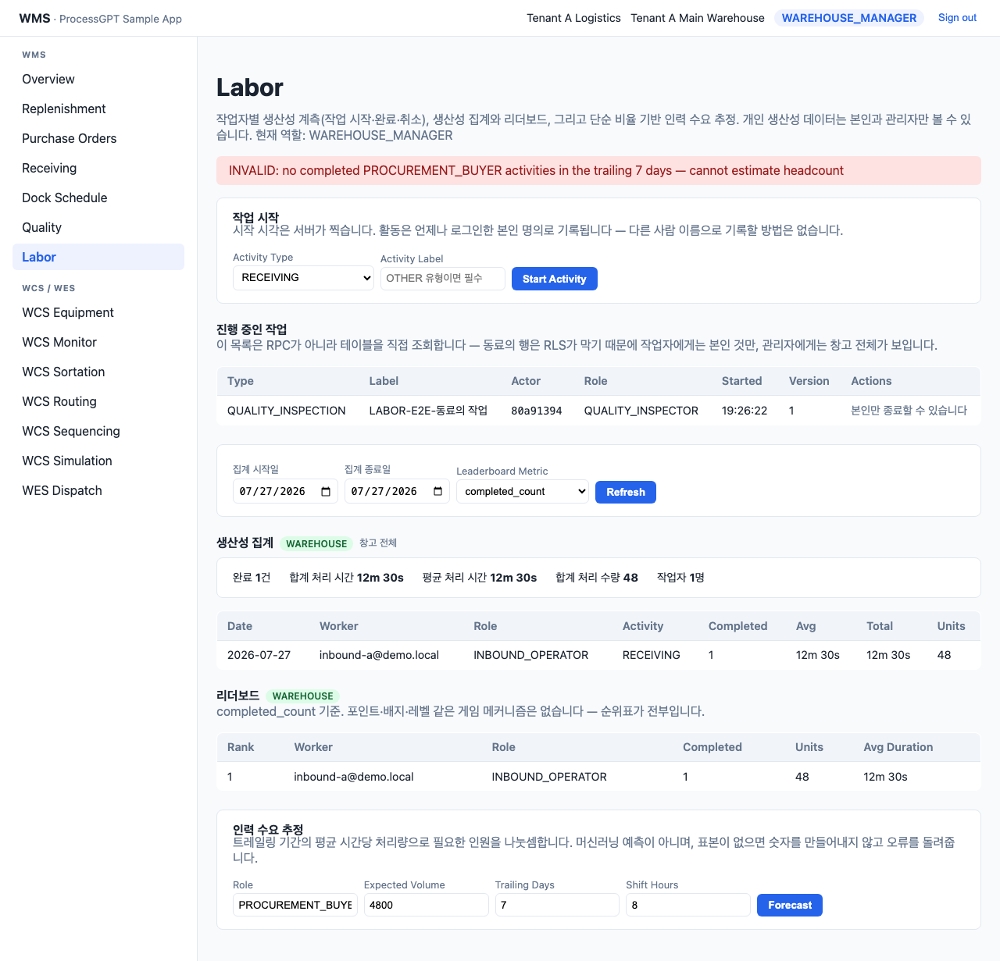 WMS · ProcessGPT Sample App
Tenant A Logistics Tenant A Main Warehouse WAREHOUSE_MANAGER Sign out
WMS
Overview
Replenishment
Purchase Orders
Receiving
Dock Schedule
Quality
Labor
WCS / WES
WCS Equipment
WCS Monitor
WCS Sortation
WCS Routing
WCS Sequencing
WCS Simulation
WES Dispatch
Labor
작업자별 생산성 계측(작업 시작·완료·취소), 생산성 집계와 리더보드, 그리고 단순 비율 기반 인력 수요 추정. 개인 생산성 데이터는 본인과 관리자만 볼 수 있
습니다. 현재 역할: WAREHOUSE_MANAGER
INVALID: no completed PROCUREMENT_BUYER activities in the trailing 7 days — cannot estimate headcount
작업 시작
시작 시각은 서버가 찍습니다. 활동은 언제나 로그인한 본인 명의로 기록됩니다 — 다른 사람 이름으로 기록할 방법은 없습니다.
Activity Type Activity Label
RECEIVING OTHER 유형이면 필수 Start Activity
진행 중인 작업
이 목록은 RPC가 아니라 테이블을 직접 조회합니다 — 동료의 행은 RLS가 막기 때문에 작업자에게는 본인 것만, 관리자에게는 창고 전체가 보입니다.
Type Label Actor Role Started Version Actions
QUALITY_INSPECTION LABOR-E2E-동료의 작업 80a91394 QUALITY_INSPECTOR 19:26:22 1 본인만 종료할 수 있습니다
집계 시작일 집계 종료일 Leaderboard Metric
07/27/2026 07/27/2026 completed_count Refresh
생산성 집계 WAREHOUSE 창고 전체
완료 1건 합계 처리 시간 12m 30s 평균 처리 시간 12m 30s 합계 처리 수량 48 작업자 1명
Date Worker Role Activity Completed Avg Total Units
2026-07-27 inbound-a@demo.local INBOUND_OPERATOR RECEIVING 1 12m 30s 12m 30s 48
리더보드 WAREHOUSE
completed_count 기준. 포인트·배지·레벨 같은 게임 메커니즘은 없습니다 — 순위표가 전부입니다.
Rank Worker Role Completed Units Avg Duration
1 inbound-a@demo.local INBOUND_OPERATOR 1 48 12m 30s
인력 수요 추정
트레일링 기간의 평균 시간당 처리량으로 필요한 인원을 나눗셈합니다. 머신러닝 예측이 아니며, 표본이 없으면 숫자를 만들어내지 않고 오류를 돌려줍
니다.
Role Expected Volume Trailing Days Shift Hours
PROCUREMENT_BUYE 4800 7 8 Forecast